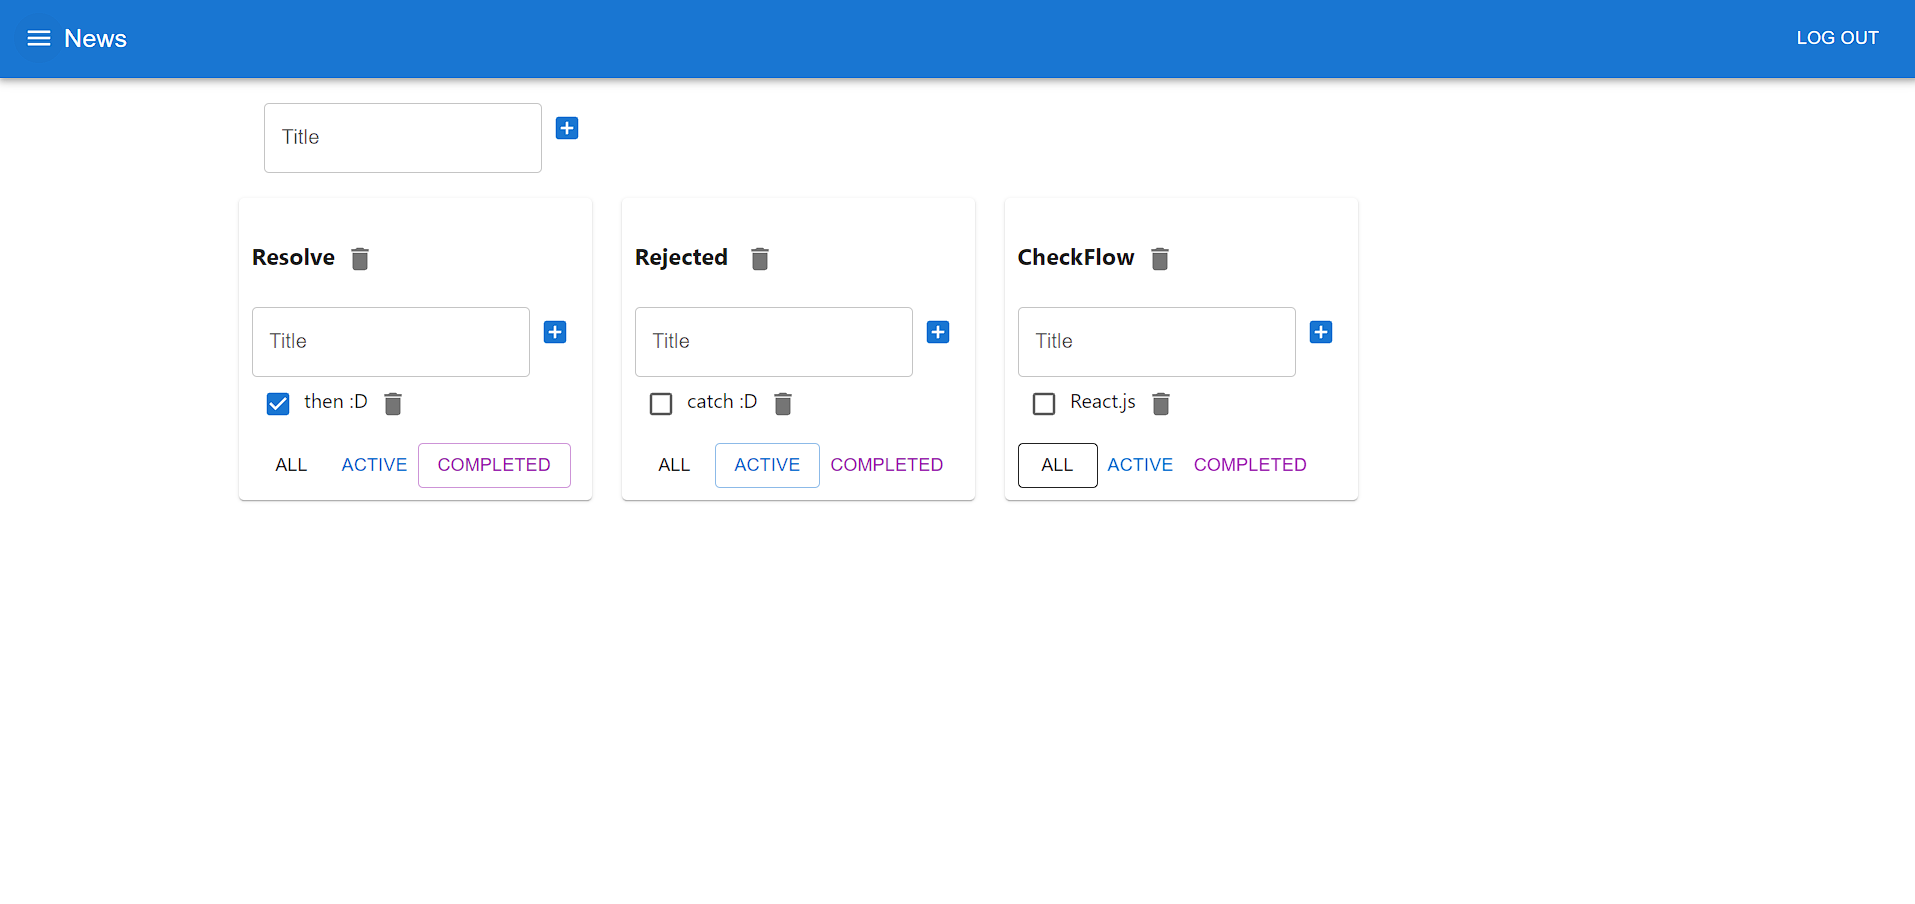 News
LOG OUT
Title
Resolve
Title
then :D
ALL ACTIVE COMPLETED
Rejected
Title
catch :D
ALL ACTIVE COMPLETED
CheckFlow
Title
React.js
ALL ACTIVE COMPLETED